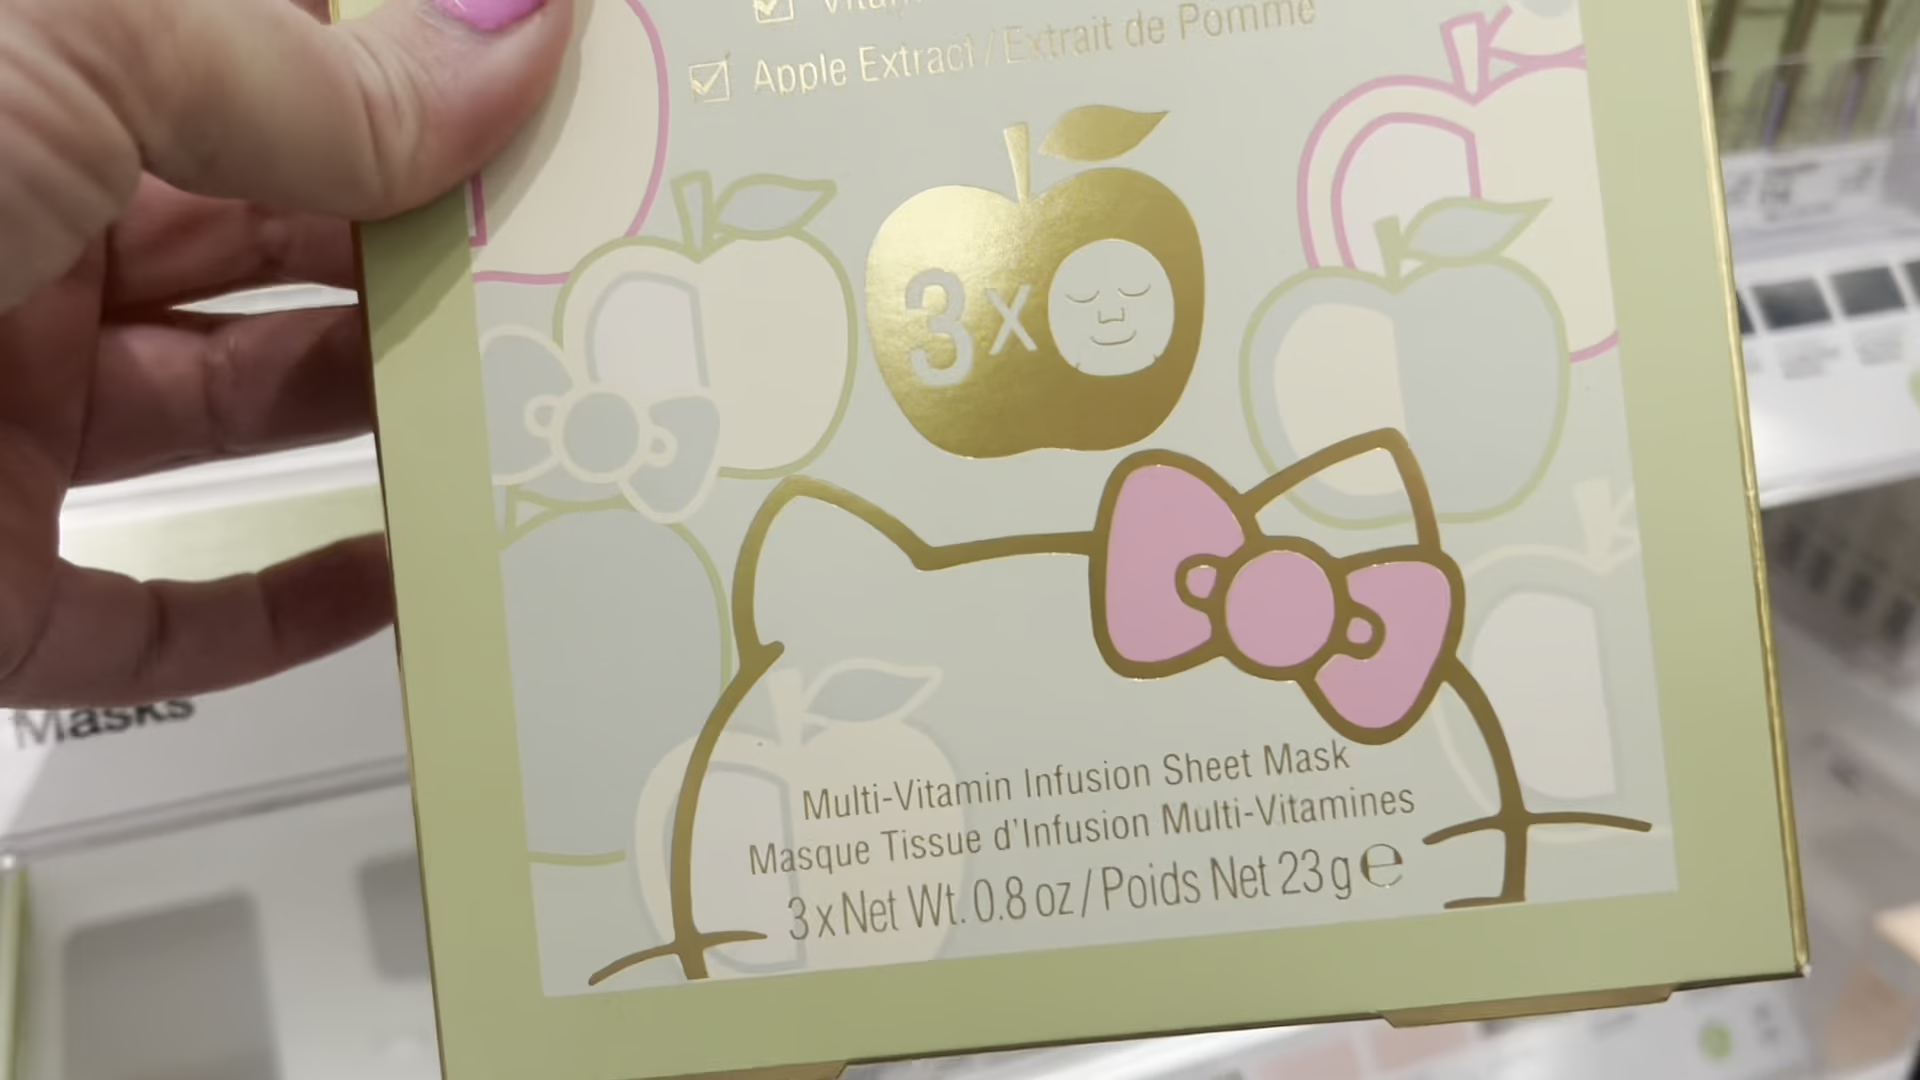 Apple Extract / Extrait de Pomme
3x
Multi-Vitamin Infusion Sheet Mask
Masque Tissue d'Infusion Multi-Vitamines
3 x Net Wt. 0.8 oz / Poids Net 23 g ℮
Masks